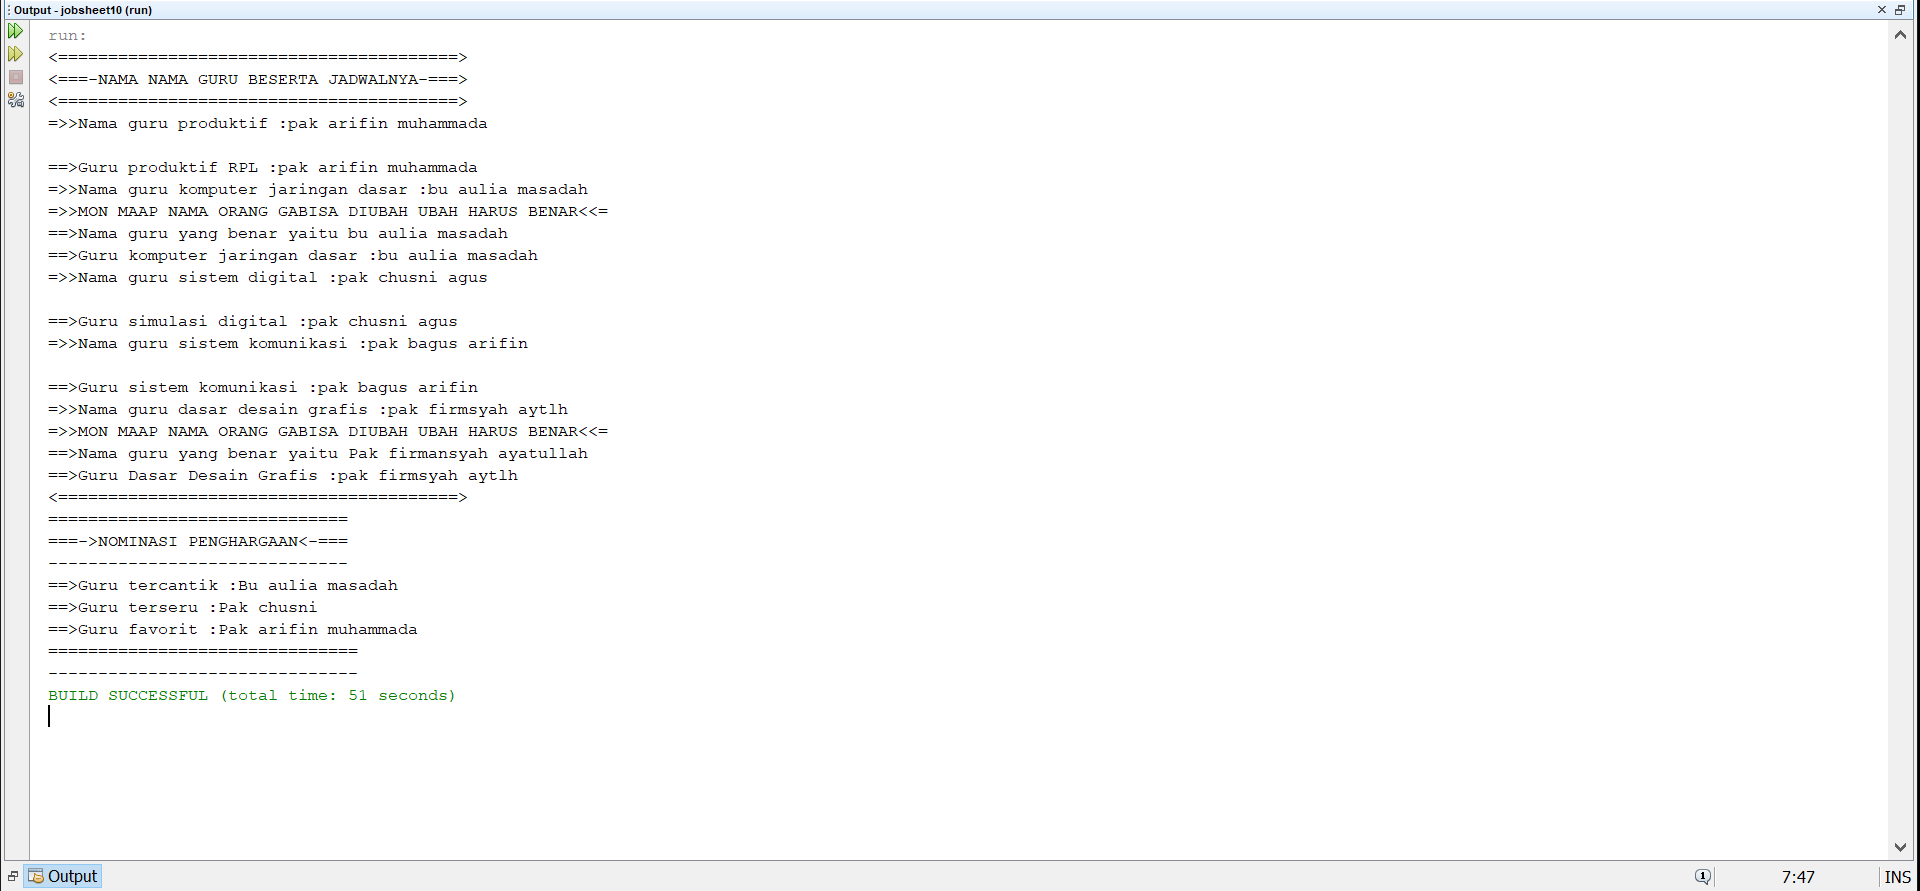 Output - jobsheet10 (run)
run:
<========================================>
<===-NAMA NAMA GURU BESERTA JADWALNYA-===>
<========================================>
=>>Nama guru produktif :pak arifin muhammada
==>Guru produktif RPL :pak arifin muhammada
=>>Nama guru komputer jaringan dasar :bu aulia masadah
=>>MON MAAP NAMA ORANG GABISA DIUBAH UBAH HARUS BENAR<<=
==>Nama guru yang benar yaitu bu aulia masadah
==>Guru komputer jaringan dasar :bu aulia masadah
=>>Nama guru sistem digital :pak chusni agus
==>Guru simulasi digital :pak chusni agus
=>>Nama guru sistem komunikasi :pak bagus arifin
==>Guru sistem komunikasi :pak bagus arifin
=>>Nama guru dasar desain grafis :pak firmsyah aytlh
=>>MON MAAP NAMA ORANG GABISA DIUBAH UBAH HARUS BENAR<<=
==>Nama guru yang benar yaitu Pak firmansyah ayatullah
==>Guru Dasar Desain Grafis :pak firmsyah aytlh
<========================================>
==============================
===->NOMINASI PENGHARGAAN<-===
------------------------------
==>Guru tercantik :Bu aulia masadah
==>Guru terseru :Pak chusni
==>Guru favorit :Pak arifin muhammada
===============================
-------------------------------
BUILD SUCCESSFUL (total time: 51 seconds)
Output
1
7:47
INS